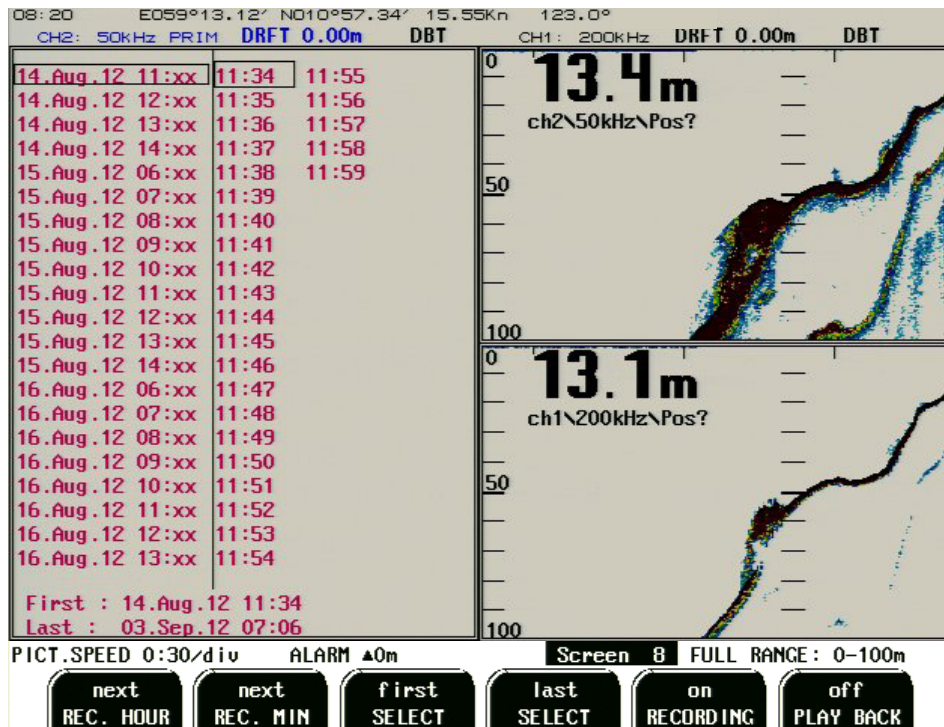 08:20 E059°13.12' N010°57.34' 15.55Kn 123.0°
CH2: 50KHz PRIM DRFT 0.00m DBT
CH1: 200KHz DRFT 0.00m DBT
14.Aug.12 11:xx 11:34 11:55
14.Aug.12 12:xx 11:35 11:56
14.Aug.12 13:xx 11:36 11:57
14.Aug.12 14:xx 11:37 11:58
15.Aug.12 06:xx 11:38 11:59
15.Aug.12 07:xx 11:39
15.Aug.12 08:xx 11:40
15.Aug.12 09:xx 11:41
15.Aug.12 10:xx 11:42
15.Aug.12 11:xx 11:43
15.Aug.12 12:xx 11:44
15.Aug.12 13:xx 11:45
15.Aug.12 14:xx 11:46
16.Aug.12 06:xx 11:47
16.Aug.12 07:xx 11:48
16.Aug.12 08:xx 11:49
16.Aug.12 09:xx 11:50
16.Aug.12 10:xx 11:51
16.Aug.12 11:xx 11:52
16.Aug.12 12:xx 11:53
16.Aug.12 13:xx 11:54
First : 14.Aug.12 11:34
Last : 03.Sep.12 07:06
0
13.4m
ch2\50kHz\Pos?
50
100
0
13.1m
ch1\200kHz\Pos?
50
100
PICT.SPEED 0:30/div ALARM ▲0m Screen 8 FULL RANGE: 0-100m
next REC. HOUR
next REC. MIN
first SELECT
last SELECT
on RECORDING
off PLAY BACK